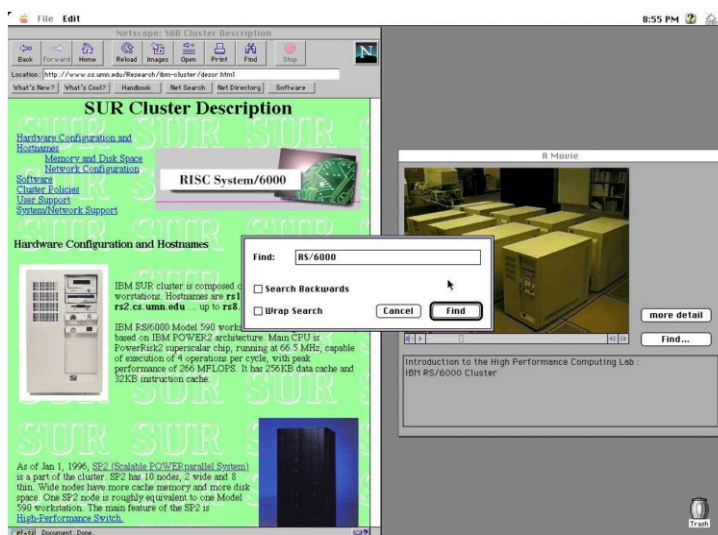 File Edit
8:55 PM
Netscape: SUR Cluster Description
Back Forward Home Reload Images Open Print Find Stop
N
Location: http://www.cs.umn.edu/Research/ibm-cluster/descr.html
What's New? What's Cool? Handbook Net Search Net Directory Software
SUR Cluster Description
Hardware Configuration and
Hostnames
Memory and Disk Space
Network Configuration
Software
Cluster Policies
User Support
System/Network Support
RISC System/6000
Hardware Configuration and Hostnames
IBM SUR cluster is composed
worstations. Hostnames are rs1
rs2.cs.umn.edu ... up to rs8.
IBM RS/6000 Model 590 works
based on IBM POWER2 architecture. Main CPU is
PowerRisk2 superscalar chip, running at 66.5 MHz, capable
of execution of 4 operations per cycle, with peak
performance of 266 MFLOPS. It has 256KB data cache and
32KB instruction cache.
As of Jan 1, 1996, SP2 (Scalable POWERparallel System)
is a part of the cluster. SP2 has 10 nodes, 2 wide and 8
thin. Wide nodes have more cache memory and more disk
space. One SP2 node is roughly equivalent to one Model
590 workstation. The main feature of the SP2 is
High-Performance Switch.
Document: Done.
Find: RS/6000
Search Backwards
Wrap Search
Cancel Find
A Movie
more detail
Find...
Introduction to the High Performance Computing Lab :
IBM RS/6000 Cluster
Trash
SUR SUR SUR
SUR SUR SUR